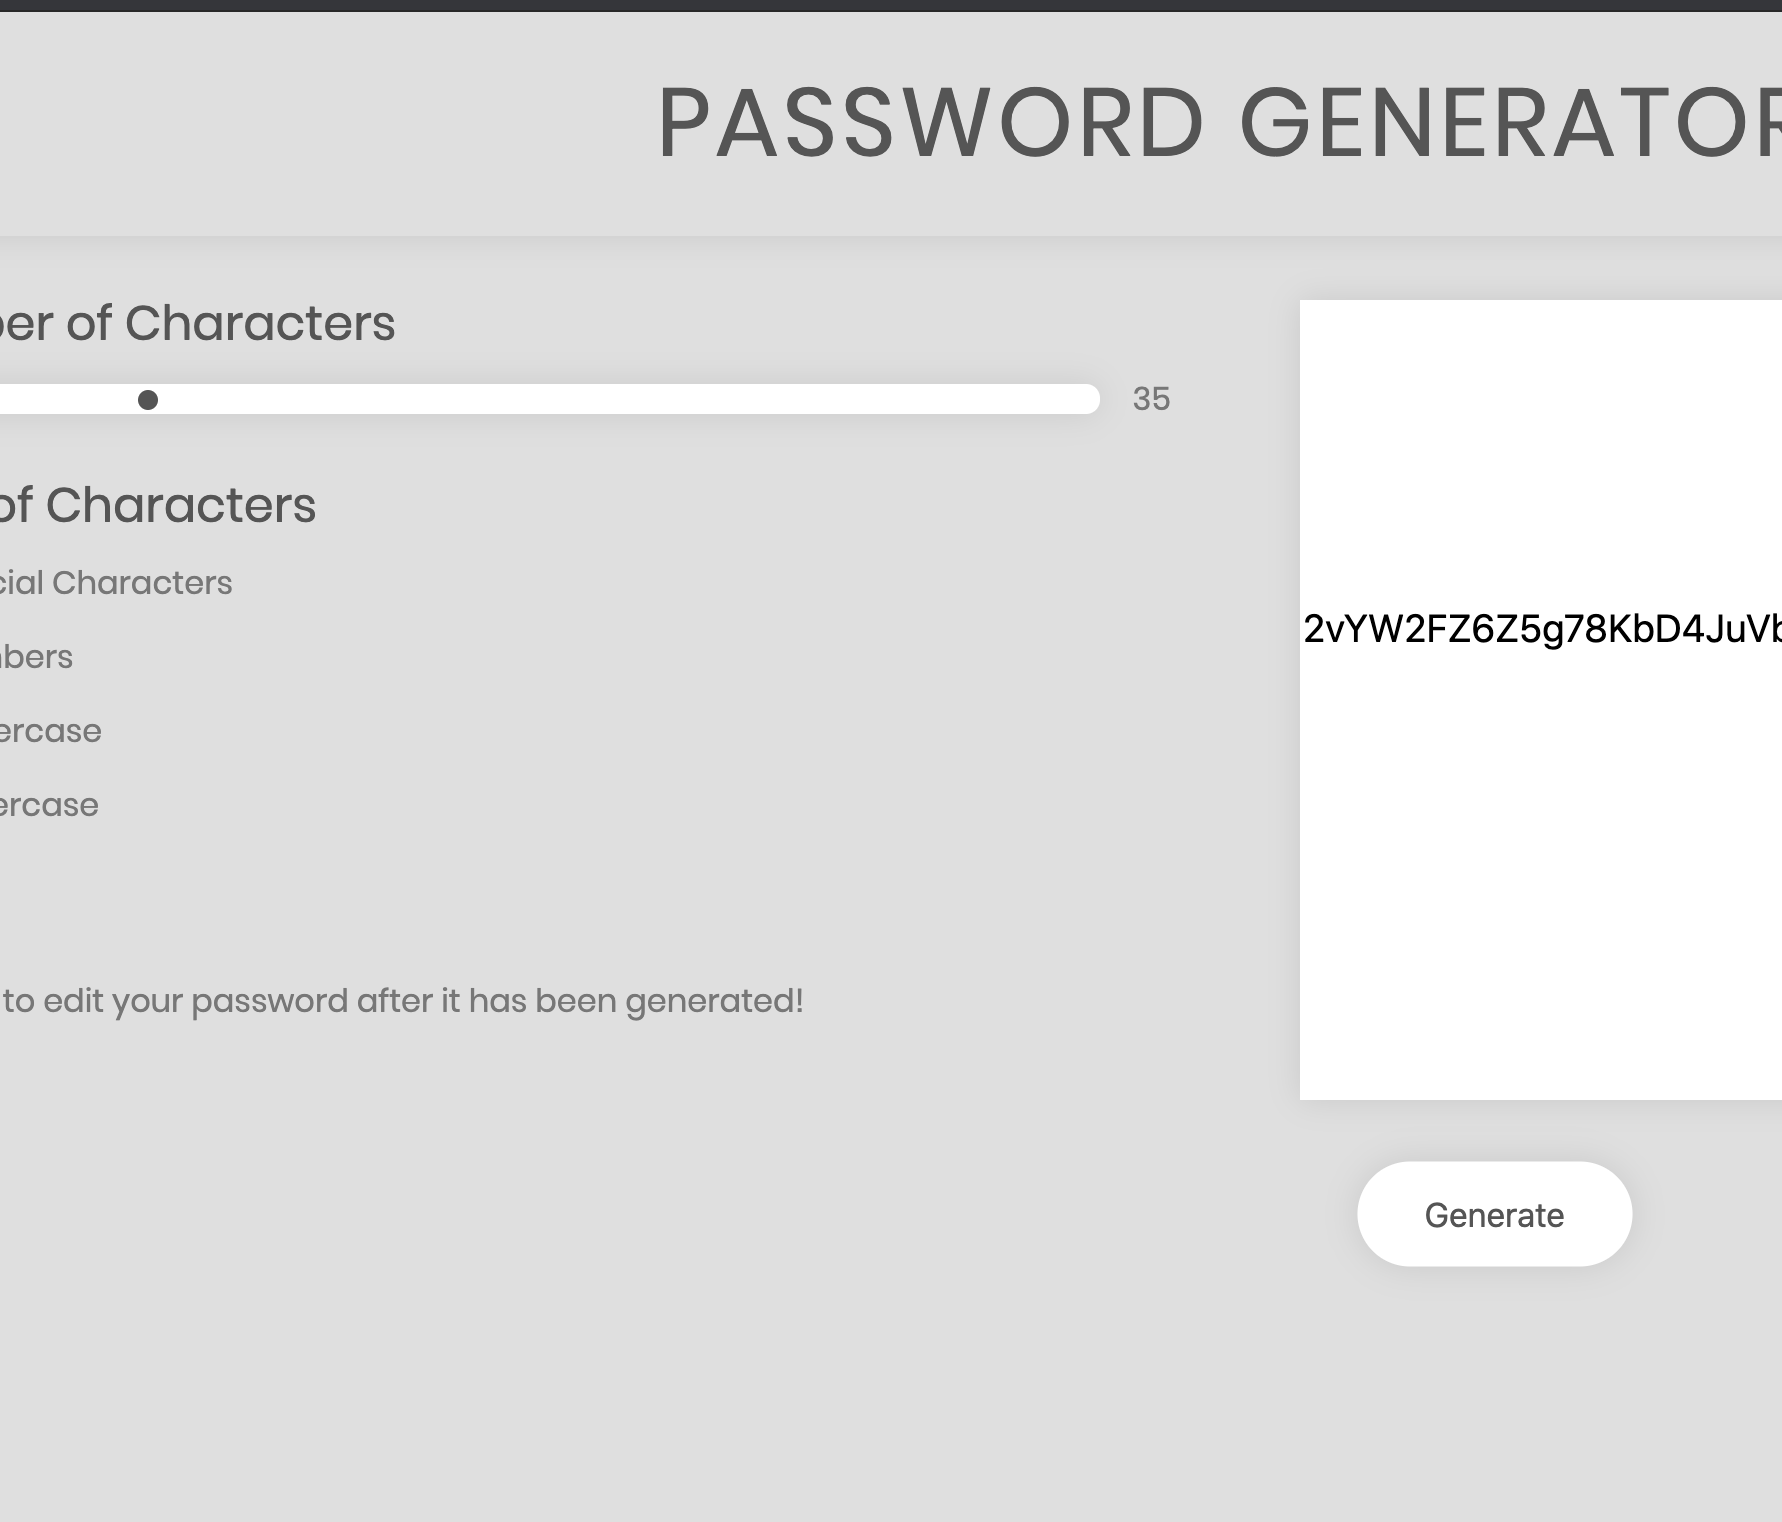 PASSWORD GENERATOR
ber of Characters
35
of Characters
cial Characters
bers
ercase
ercase
to edit your password after it has been generated!
2vYW2FZ6Z5g78KbD4JuVb
Generate